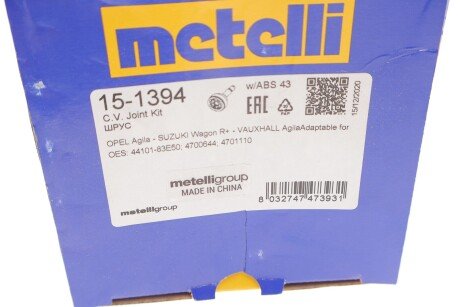 metelli
15-1394
w/ABS 43
C.V. Joint Kit
ШРУС
EAC
15/12/2020
OPEL Agila - SUZUKI Wagon R+ - VAUXHALL AgilaAdaptable for
OES: 44101-83E50; 4700644; 4701110
metelligroup
MADE IN CHINA
8 032747 473931
metelligroup